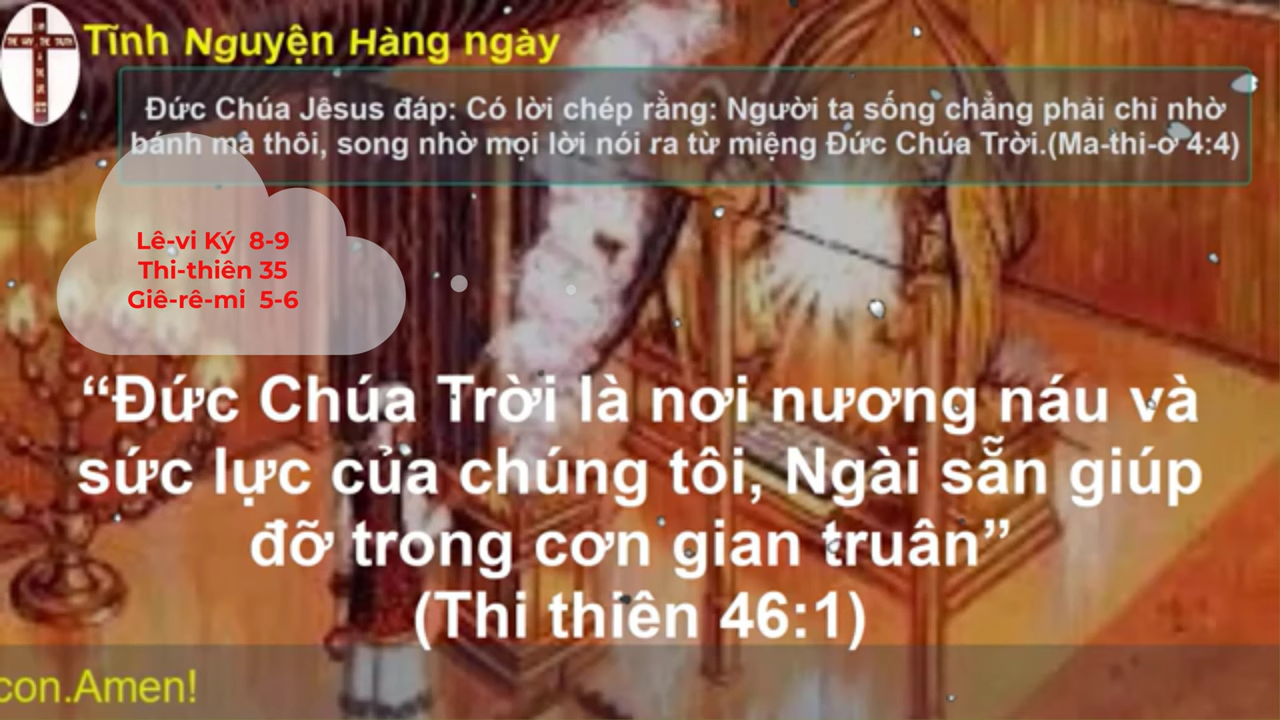 Tĩnh Nguyện Hàng ngày
Đức Chúa Jêsus đáp: Có lời chép rằng: Người ta sống chẳng phải chỉ nhờ
bánh mà thôi, song nhờ mọi lời nói ra từ miệng Đức Chúa Trời.(Ma-thi-ơ 4:4)
Lê-vi Ký 8-9
Thi-thiên 35
Giê-rê-mi 5-6
“Đức Chúa Trời là nơi nương náu và
sức lực của chúng tôi, Ngài sẵn giúp
đỡ trong cơn gian truân”
(Thi thiên 46:1)
con.Amen!